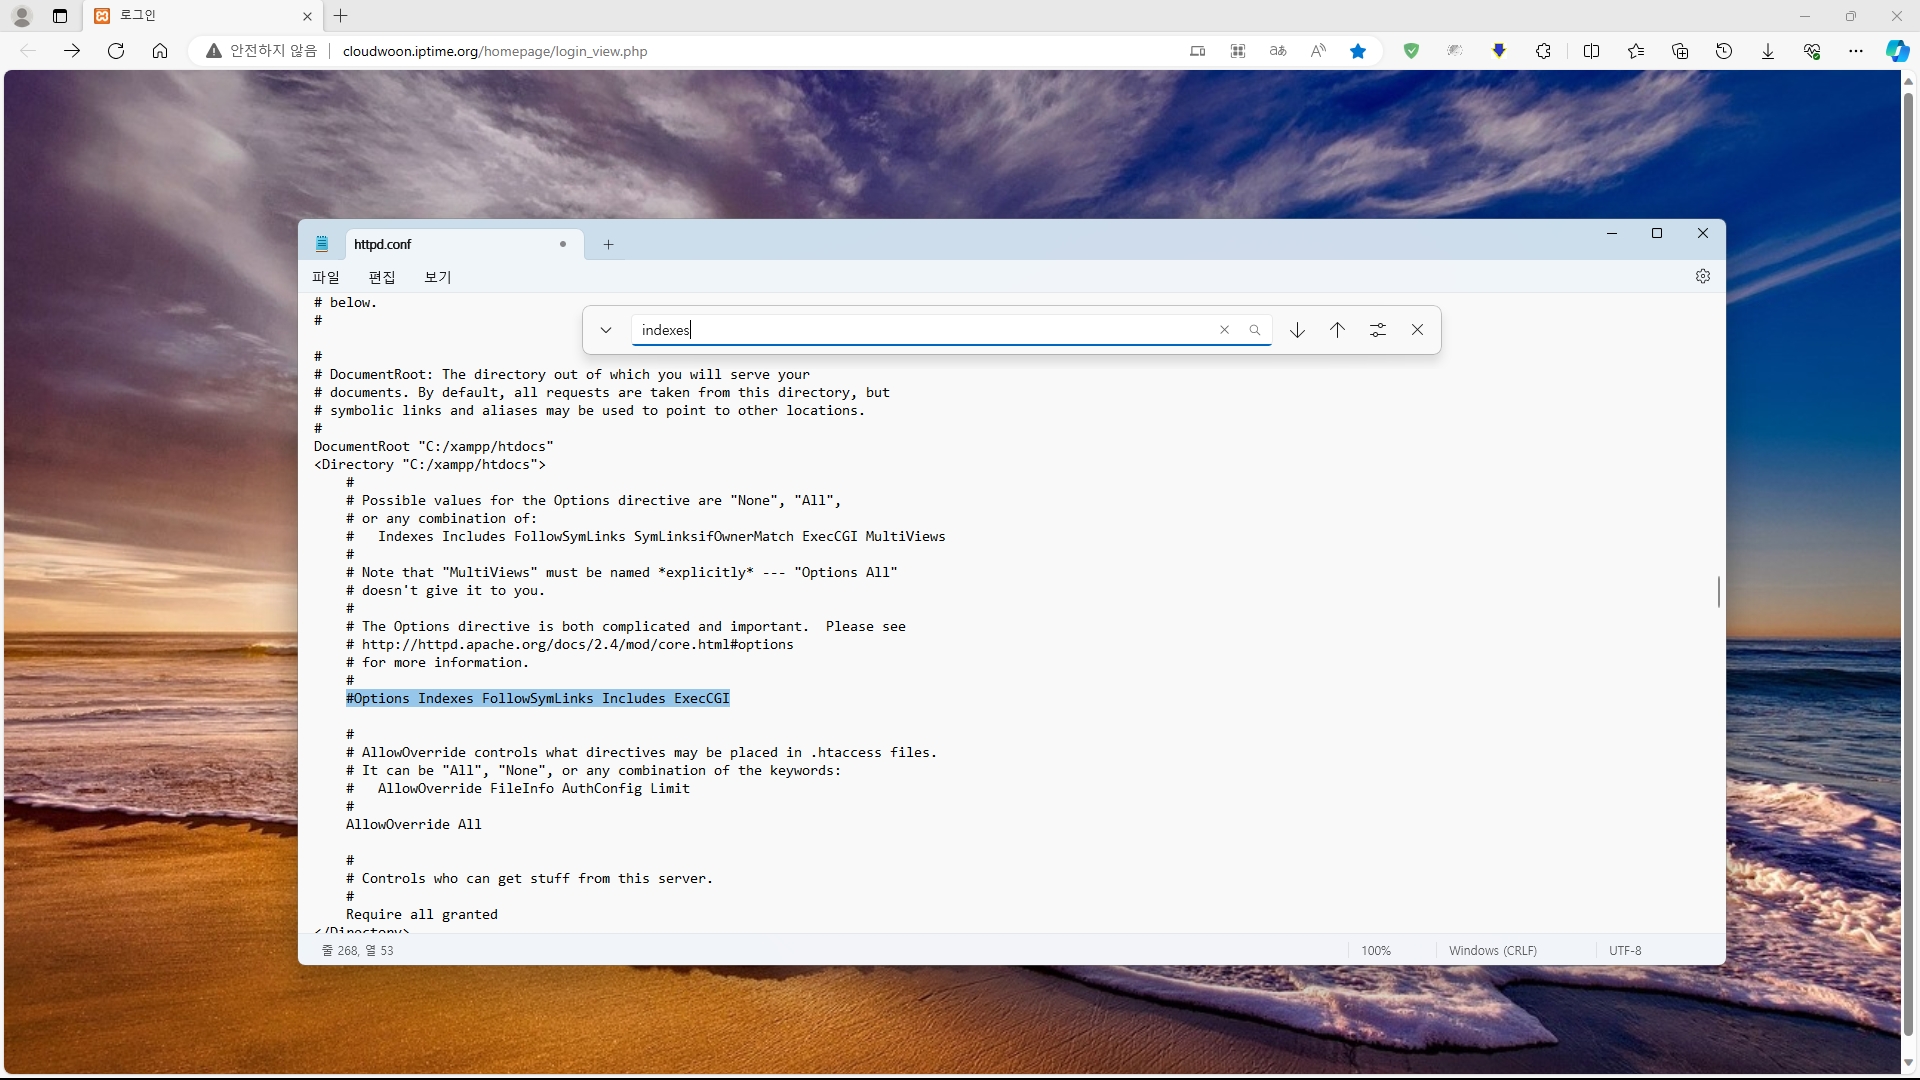 로그인
안전하지 않음
cloudwoon.iptime.org/homepage/login_view.php
httpd.conf
파일 편집 보기
indexes
# below.
#
#
# DocumentRoot: The directory out of which you will serve your
# documents. By default, all requests are taken from this directory, but
# symbolic links and aliases may be used to point to other locations.
#
DocumentRoot "C:/xampp/htdocs"
<Directory "C:/xampp/htdocs">
#
# Possible values for the Options directive are "None", "All",
# or any combination of:
#   Indexes Includes FollowSymLinks SymLinksifOwnerMatch ExecCGI MultiViews
#
# Note that "MultiViews" must be named *explicitly* --- "Options All"
# doesn't give it to you.
#
# The Options directive is both complicated and important.  Please see
# http://httpd.apache.org/docs/2.4/mod/core.html#options
# for more information.
#
#Options Indexes FollowSymLinks Includes ExecCGI
#
# AllowOverride controls what directives may be placed in .htaccess files.
# It can be "All", "None", or any combination of the keywords:
#   AllowOverride FileInfo AuthConfig Limit
#
AllowOverride All
#
# Controls who can get stuff from this server.
#
Require all granted
</Directory>
줄 268, 열 53
100%
Windows (CRLF)
UTF-8